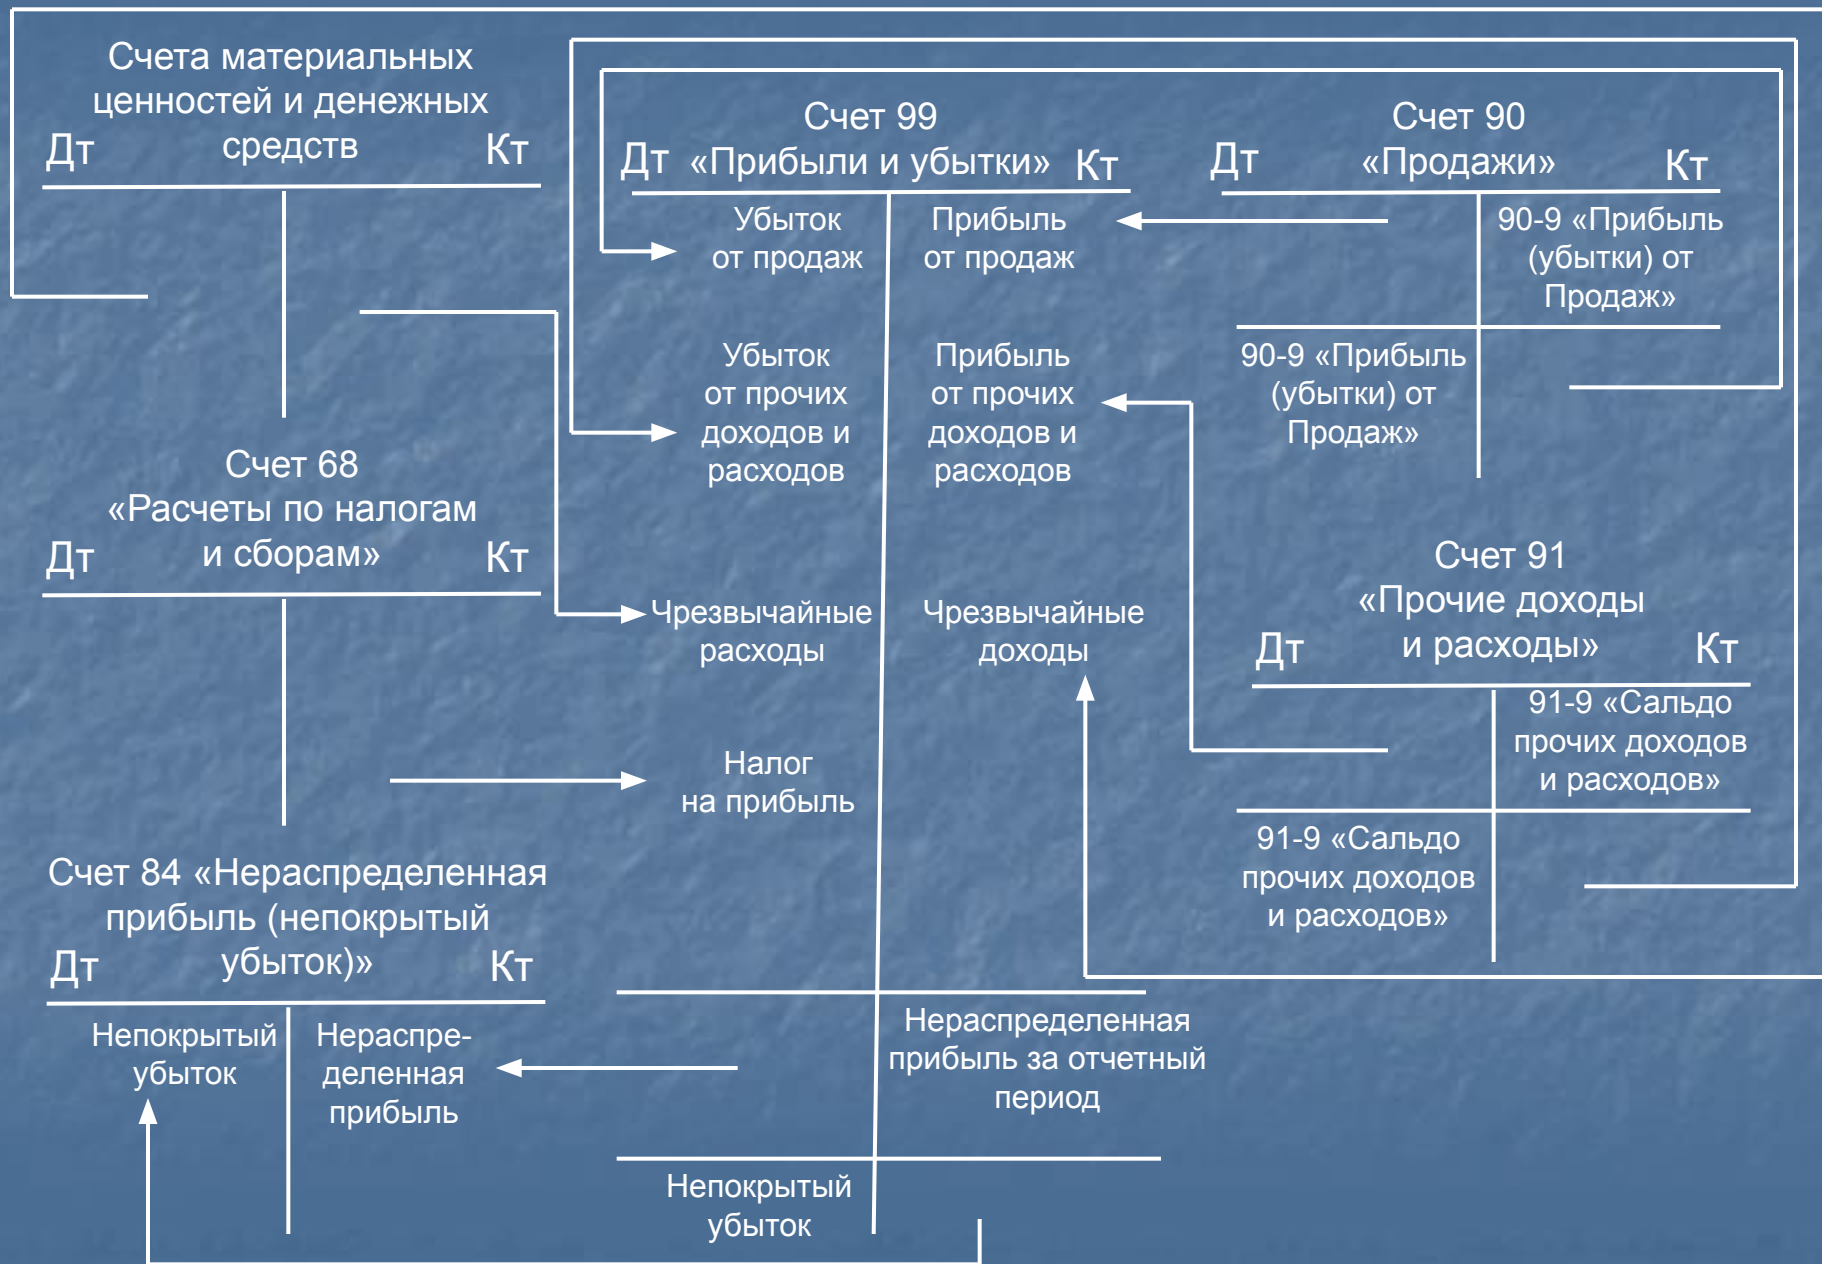 Счета материальных
ценностей и денежных
средств
Дт
Кт
Счет 99
«Прибыли и убытки»
Дт
Кт
Счет 90
«Продажи»
Дт
Кт
Убыток
от продаж
Прибыль
от продаж
90-9 «Прибыль
(убытки) от
Продаж»
Убыток
от прочих
доходов и
расходов
Прибыль
от прочих
доходов и
расходов
90-9 «Прибыль
(убытки) от
Продаж»
Счет 68
«Расчеты по налогам
и сборам»
Дт
Кт
Чрезвычайные
расходы
Чрезвычайные
доходы
Счет 91
«Прочие доходы
и расходы»
Дт
Кт
91-9 «Сальдо
прочих доходов
и расходов»
Налог
на прибыль
91-9 «Сальдо
прочих доходов
и расходов»
Счет 84 «Нераспределенная
прибыль (непокрытый
убыток)»
Дт
Кт
Непокрытый
убыток
Нераспре-
деленная
прибыль
Нераспределенная
прибыль за отчетный
период
Непокрытый
убыток